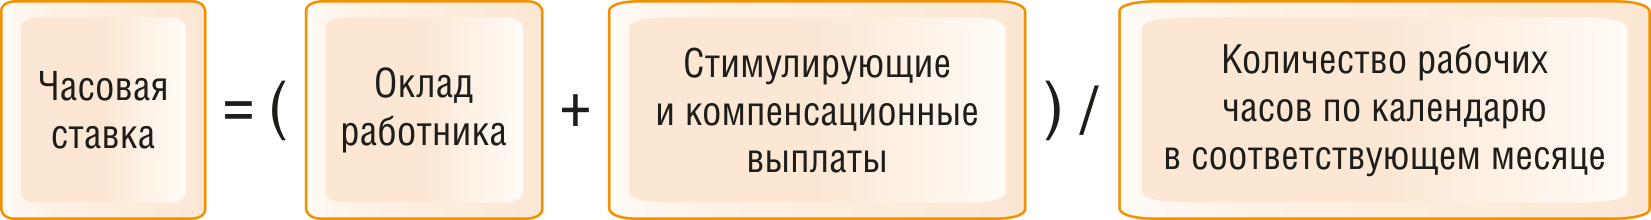 Часовая
ставка
= (
Оклад
работника
+
Стимулирующие
и компенсационные
выплаты
) /
Количество рабочих
часов по календарю
в соответствующем месяце